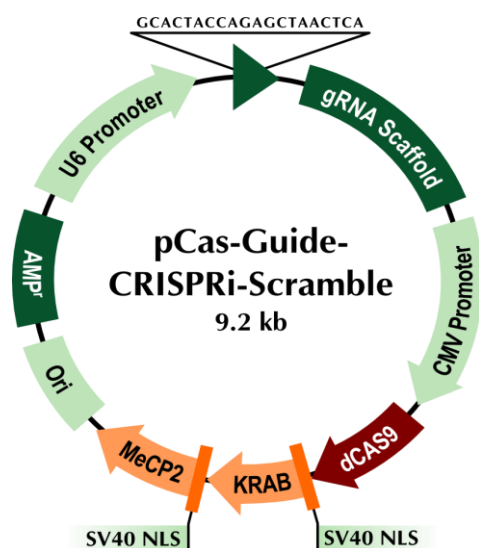 GCACTACCAGAGCTAACTCA
U6 Promoter
gRNA Scaffold
AMPr
pCas-Guide-
CRISPRi-Scramble
9.2 kb
CMV Promoter
Ori
dCAS9
MeCP2
KRAB
SV40 NLS
SV40 NLS